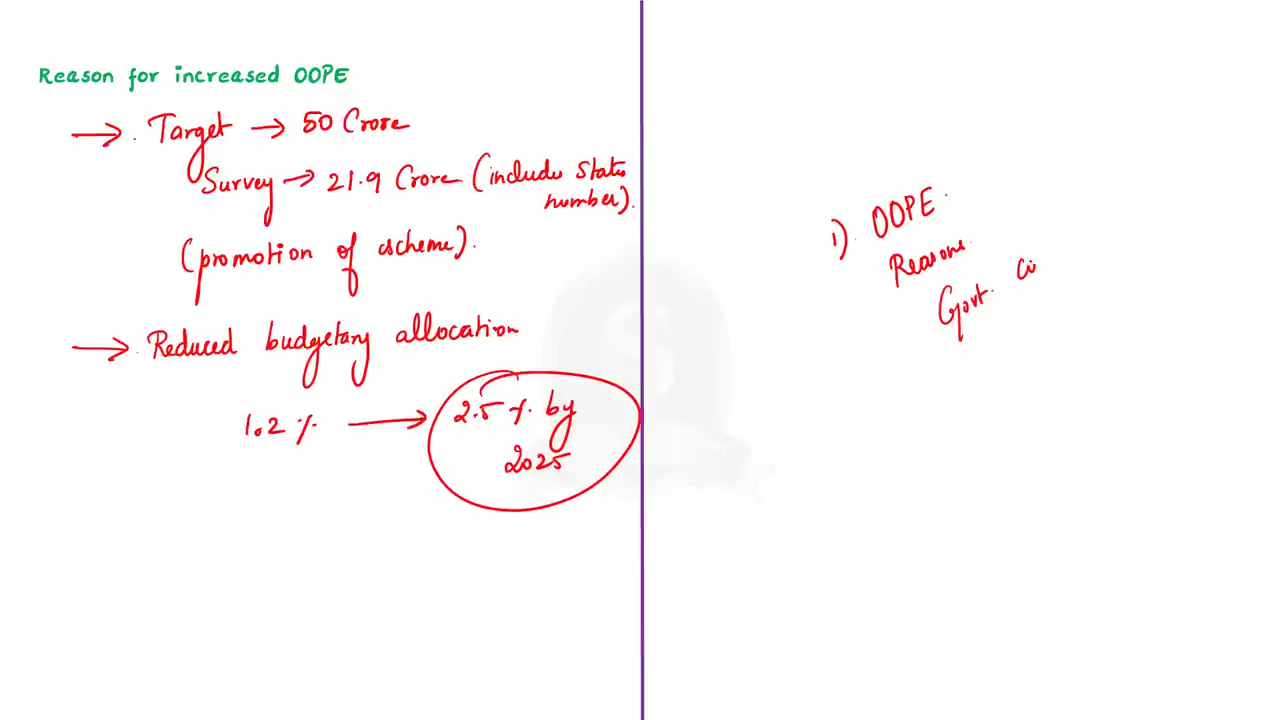 Reason for increased OOPE
→ Target → 50 Crore
Survey → 21.9 Crore (include States
number).
(promotion of scheme).
→ Reduced budgetary allocation
1.2 % → 2.5 % by
2025
1). OOPE.
Reasons.
Govt.